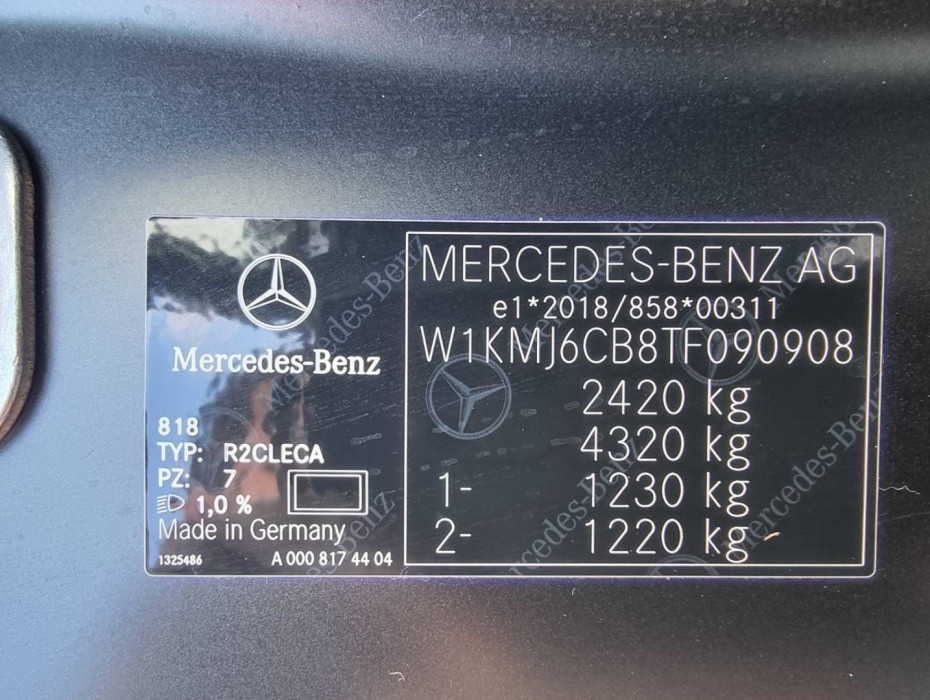 Mercedes-Benz
818
TYP: R2CLECA
PZ: 7
1,0 %
Made in Germany
1325486 A 000 817 44 04
MERCEDES-BENZ AG
e1*2018/858*00311
W1KMJ6CB8TF090908
2420 kg
4320 kg
1- 1230 kg
2- 1220 kg